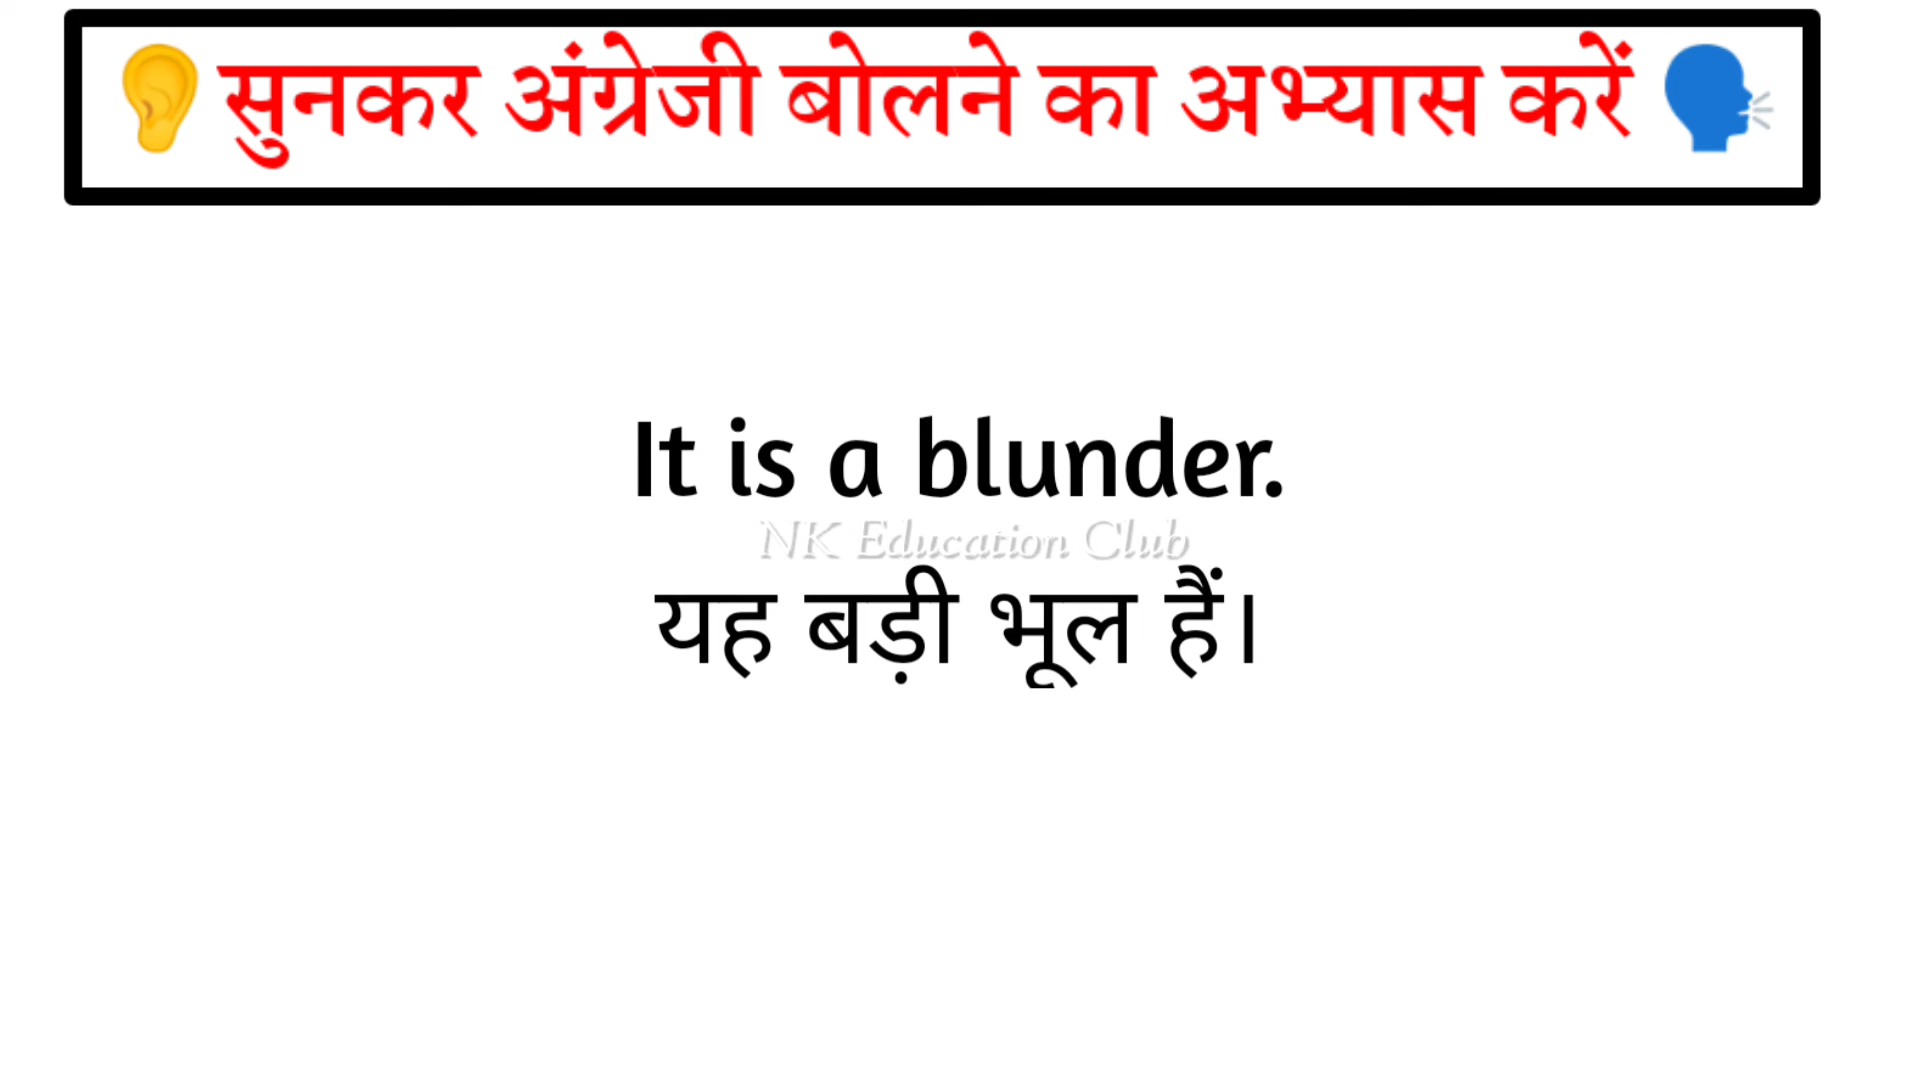 सुनकर अंग्रेजी बोलने का अभ्यास करें
It is a blunder.
NK Education Club
यह बड़ी भूल हैं।